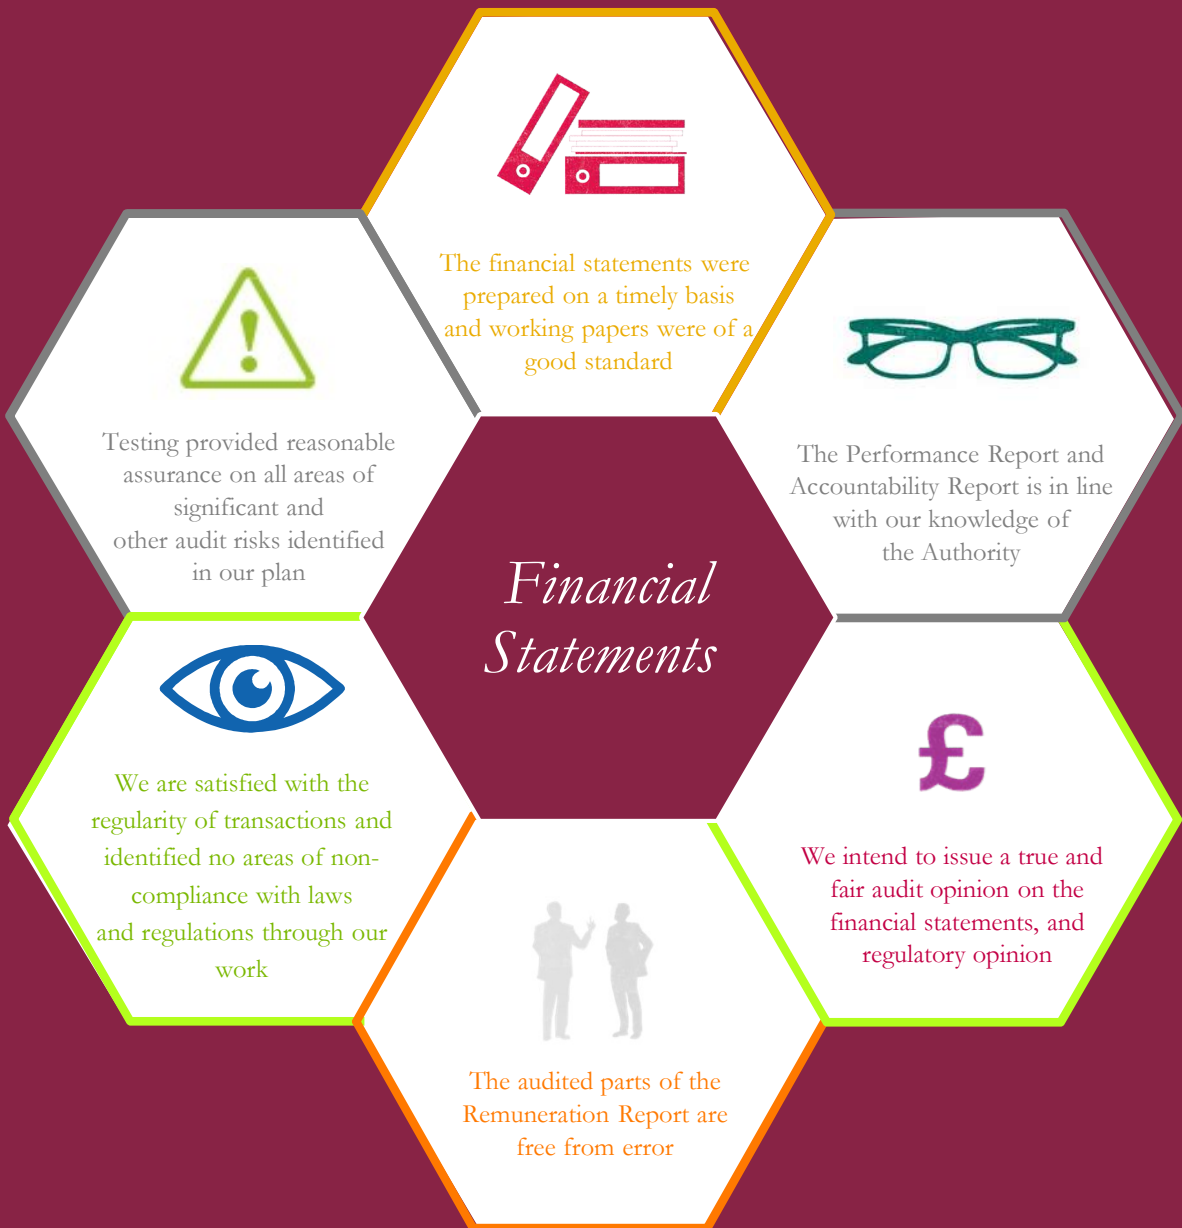 The financial statements were
prepared on a timely basis
and working papers were of a
good standard
Testing provided reasonable
assurance on all areas of
significant and
other audit risks identified
in our plan
The Performance Report and
Accountability Report is in line
with our knowledge of
the Authority
Financial
Statements
We are satisfied with the
regularity of transactions and
identified no areas of non-
compliance with laws
and regulations through our
work
£
We intend to issue a true and
fair audit opinion on the
financial statements, and
regulatory opinion
The audited parts of the
Remuneration Report are
free from error